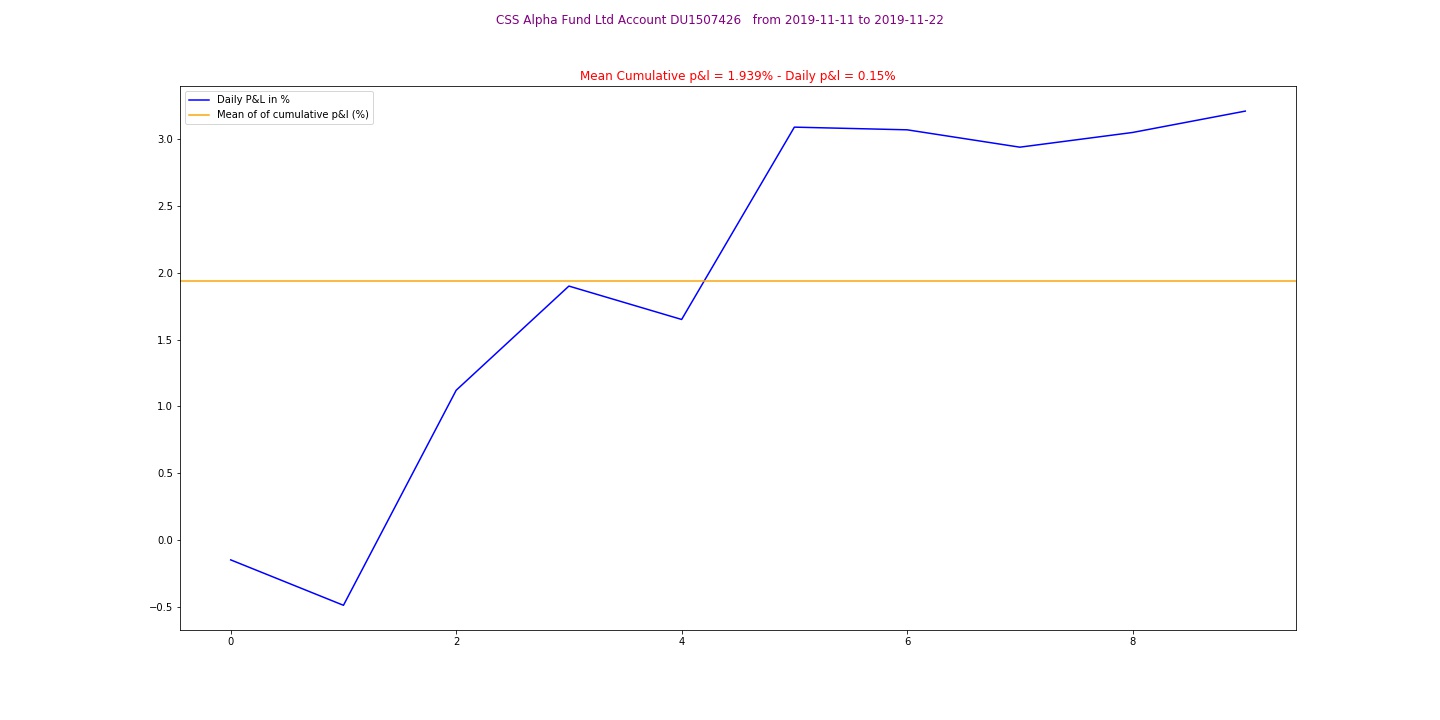 CSS Alpha Fund Ltd Account DU1507426   from 2019-11-11 to 2019-11-22
Mean Cumulative p&l = 1.939% - Daily p&l = 0.15%
Daily P&L in %
Mean of of cumulative p&l (%)
3.0
2.5
2.0
1.5
1.0
0.5
0.0
−0.5
0 2 4 6 8